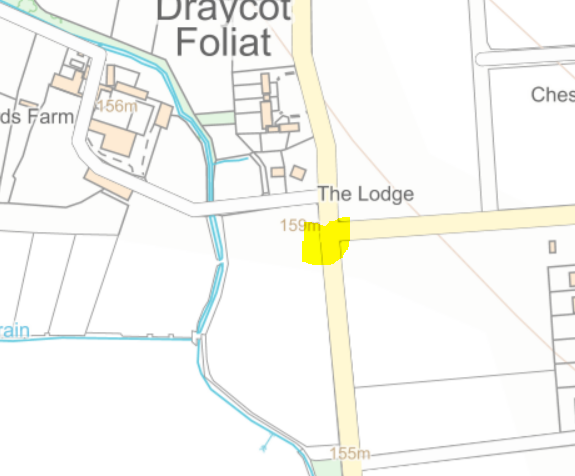 Draycot
Foliat
156m
ds Farm
Ches
The Lodge
159m
rain
155m